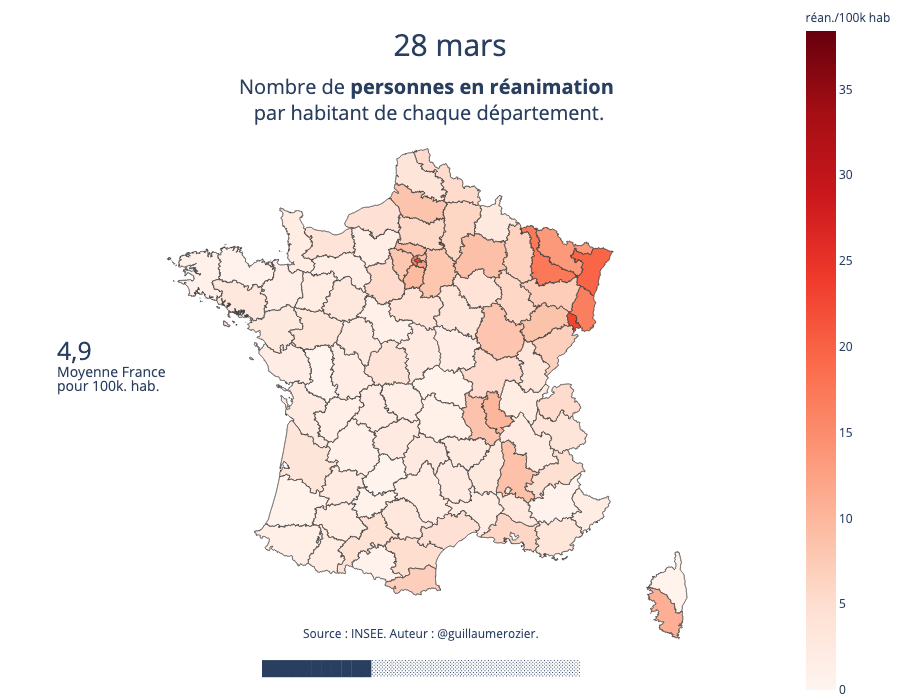 28 mars
Nombre de personnes en réanimation
par habitant de chaque département.
réan./100k hab
35
30
25
20
15
10
5
0
4,9
Moyenne France
pour 100k. hab.
Source : INSEE. Auteur : @guillaumerozier.